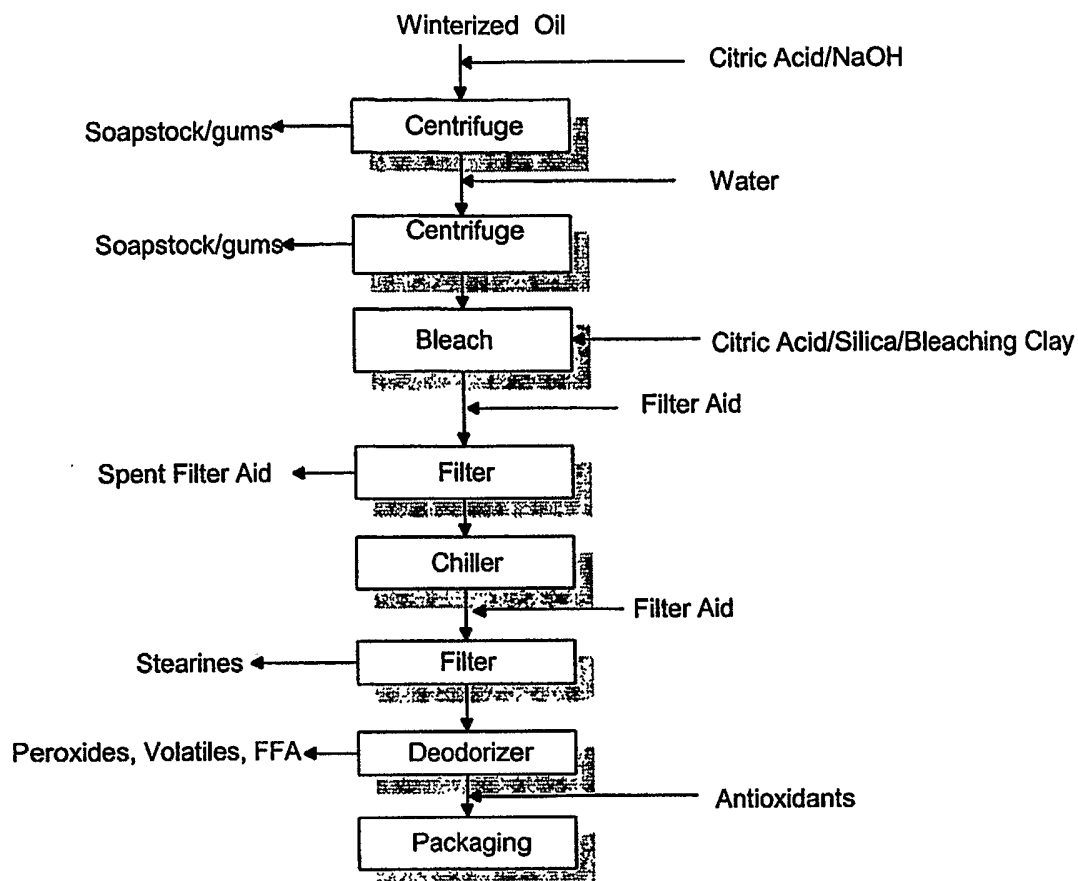 Winterized Oil
Citric Acid/NaOH
Centrifuge
Soapstock/gums
Water
Centrifuge
Soapstock/gums
Bleach
Citric Acid/Silica/Bleaching Clay
Filter Aid
Filter
Spent Filter Aid
Chiller
Filter Aid
Filter
Stearines
Deodorizer
Peroxides, Volatiles, FFA
Antioxidants
Packaging